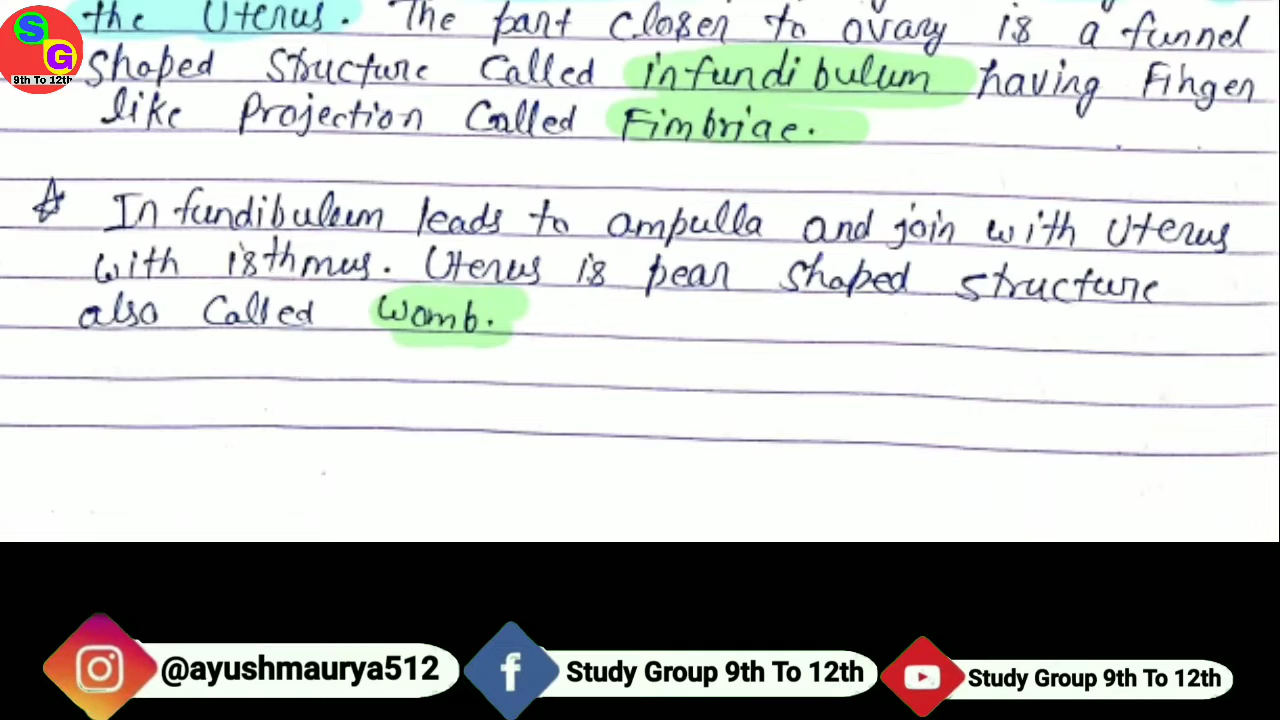 the Uterus. The part closer to ovary is a funnel
shaped structure called infundibulum having Finger
like Projection Called Fimbriae.
☆ Infundibulum leads to ampulla and join with Uterus
with isthmus. Uterus is pear shaped structure
also Called Womb.
SG
9th To 12th
@ayushmaurya512
Study Group 9th To 12th
Study Group 9th To 12th